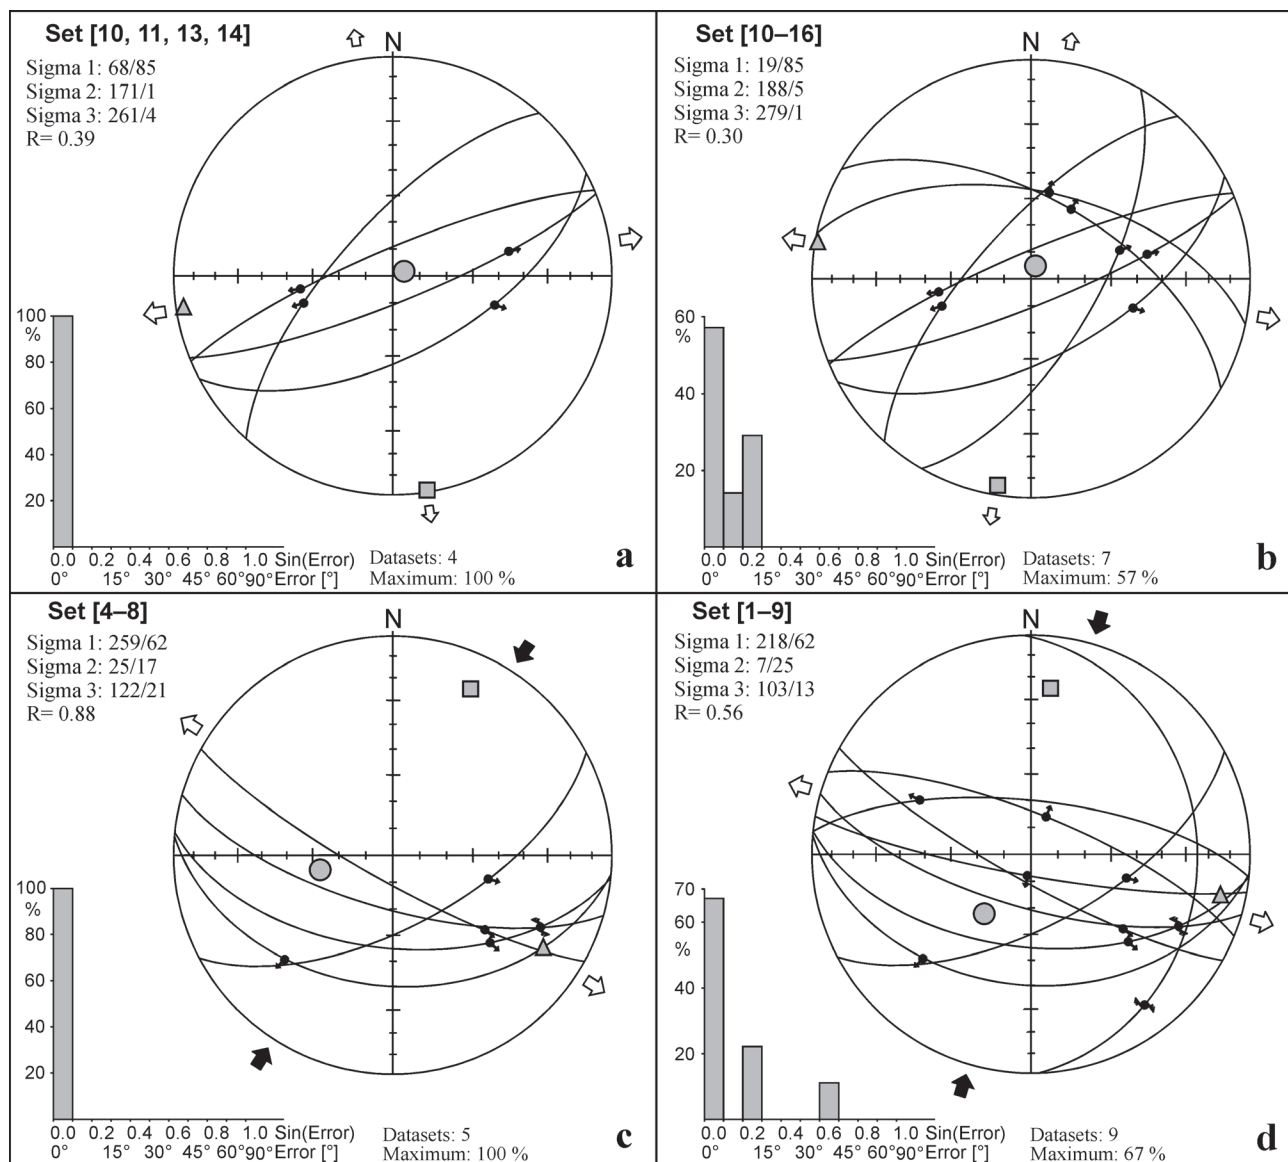 Set [10, 11, 13, 14]
N
Sigma 1: 68/85
Sigma 2: 171/1
Sigma 3: 261/4
R= 0.39
100
%
80
60
40
20
0.0 0.2 0.4 0.6 0.8 1.0 Sin(Error)
0° 15° 30° 45° 60°90° Error [°]
Datasets: 4
Maximum: 100 %
a
Set [10–16]
N
Sigma 1: 19/85
Sigma 2: 188/5
Sigma 3: 279/1
R= 0.30
60
%
40
20
0.0 0.2 0.4 0.6 0.8 1.0 Sin(Error)
0° 15° 30° 45° 60°90° Error [°]
Datasets: 7
Maximum: 57 %
b
Set [4–8]
N
Sigma 1: 259/62
Sigma 2: 25/17
Sigma 3: 122/21
R= 0.88
100
%
80
60
40
20
0.0 0.2 0.4 0.6 0.8 1.0 Sin(Error)
0° 15° 30° 45° 60°90° Error [°]
Datasets: 5
Maximum: 100 %
c
Set [1–9]
N
Sigma 1: 218/62
Sigma 2: 7/25
Sigma 3: 103/13
R= 0.56
70
60
%
40
20
0.0 0.2 0.4 0.6 0.8 1.0 Sin(Error)
0° 15° 30° 45° 60°90° Error [°]
Datasets: 9
Maximum: 67 %
d